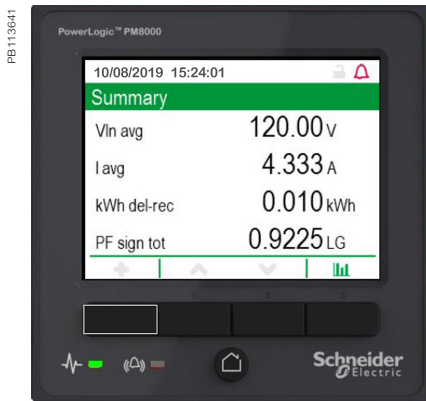 PB113641
PowerLogic™ PM8000
10/08/2019 15:24:01
Summary
Vln avg 120.00 V
I avg 4.333 A
kWh del-rec 0.010 kWh
PF sign tot 0.9225 LG
Schneider
Electric